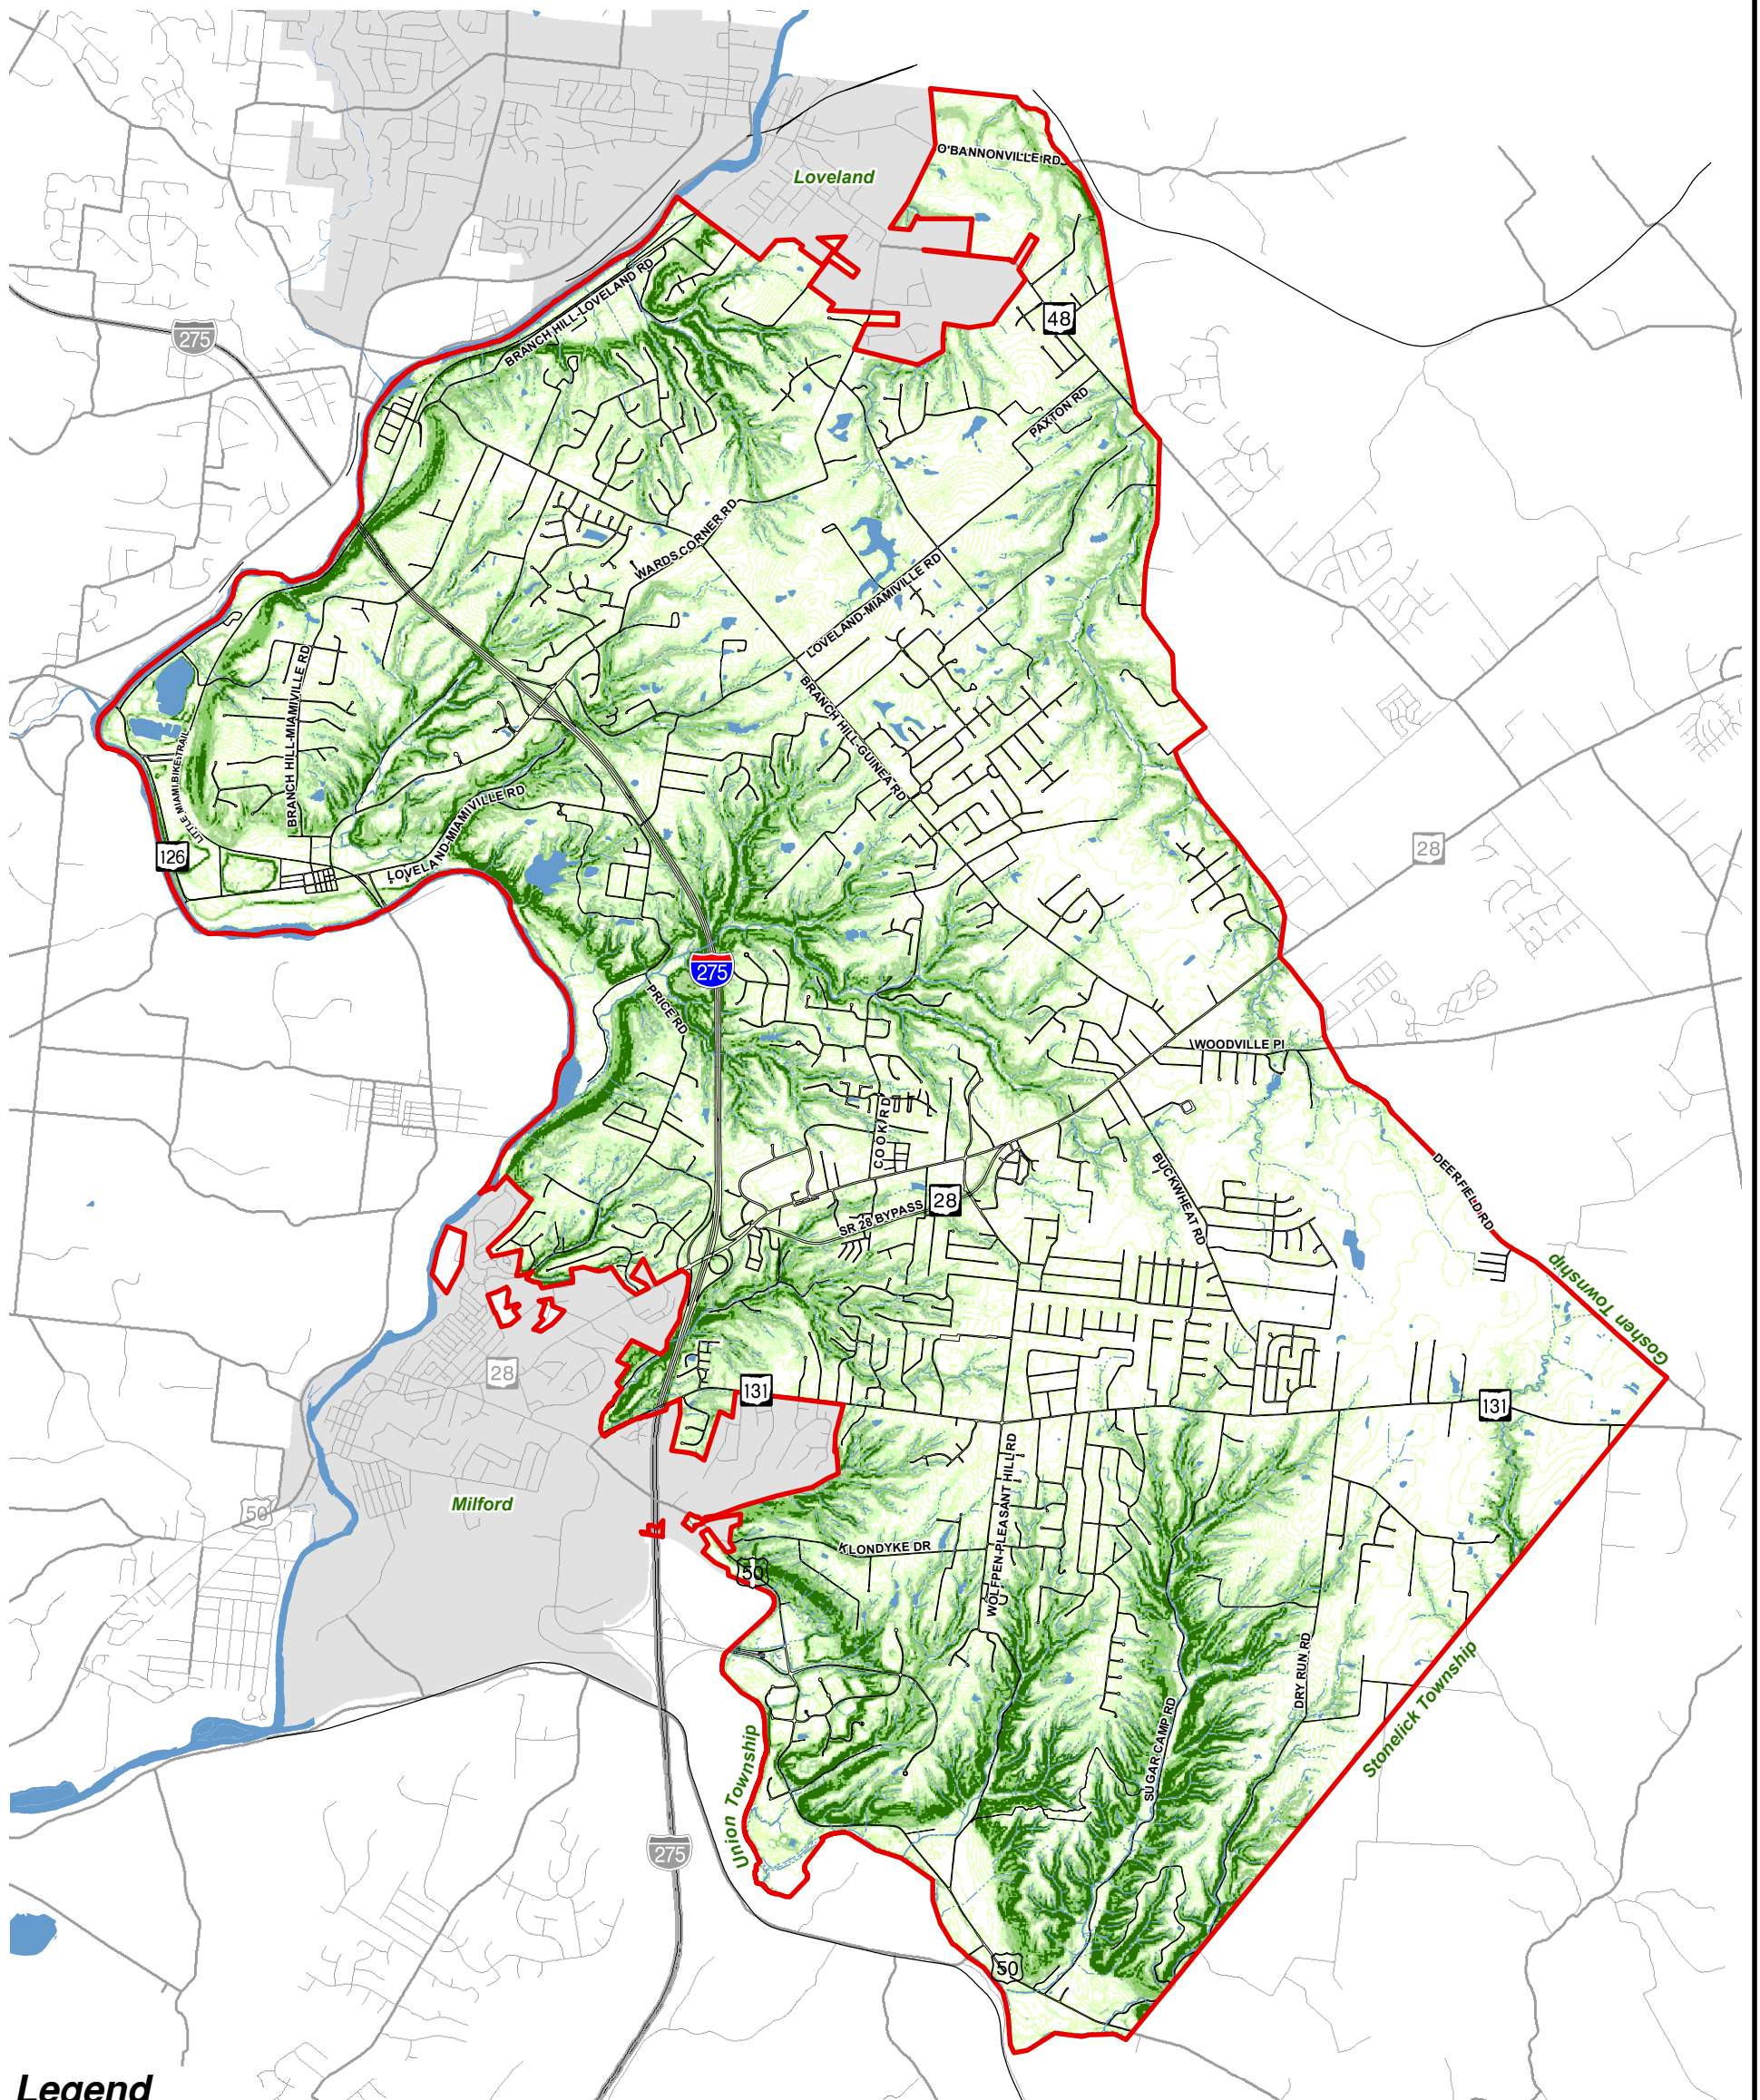 Loveland
O'BANNONVILLE RD
BRANCH HILL-LOVELAND RD
275
48
PAXTON RD
WARDS CORNER RD
LOVELAND-MIAMIVILLE RD
BRANCH HILL-MIAMIVILLE RD
BRANCH HILL-GUINEA RD
LITTLE MIAMI BIKE TRAIL
LOVELAND-MIAMIVILLE RD
126
28
275
PRICE RD
WOODVILLE PI
COOK RD
BUCKWHEAT RD
DEERFIELD RD
28
SR 28 BYPASS
Goshen Township
28
131
131
Milford
50
WOLFPEN-PLEASANT HILL RD
KLONDYKE DR
50
DRY RUN RD
SUGAR CAMP RD
Stonelick Township
Union Township
275
50
Legend